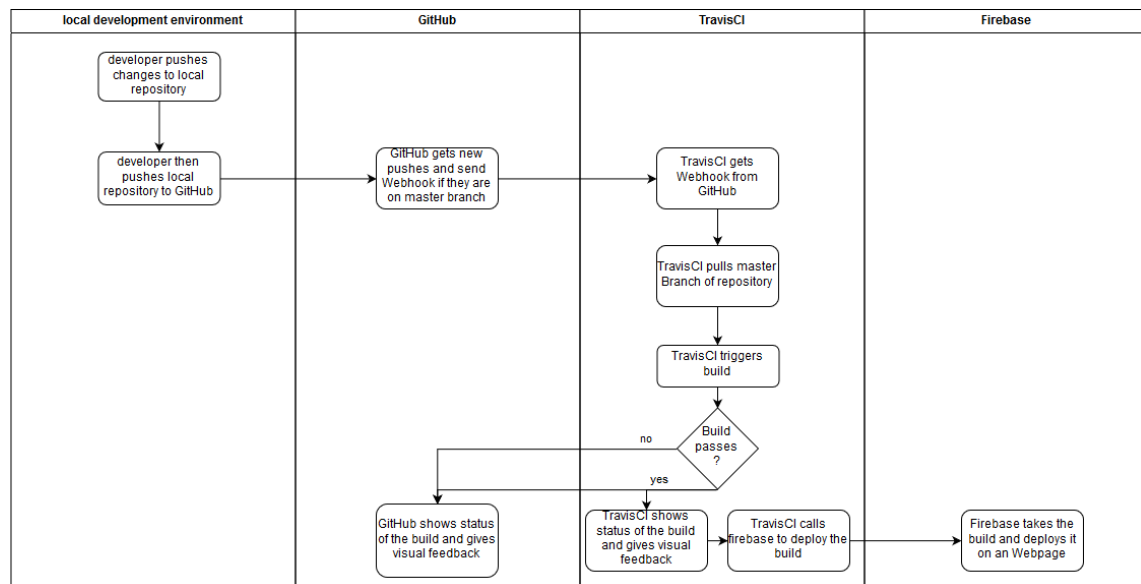 local development environment
GitHub
TravisCI
Firebase
developer pushes
changes to local
repository
developer then
pushes local
repository to GitHub
GitHub gets new
pushes and send
Webhook if they are
on master branch
TravisCI gets
Webhook from
GitHub
TravisCI pulls master
Branch of repository
TravisCI triggers
build
Build
passes
?
no
yes
GitHub shows status
of the build and gives
visual feedback
TravisCI shows
status of the build
and gives visual
feedback
TravisCI calls
firebase to deploy the
build
Firebase takes the
build and deploys it
on an Webpage